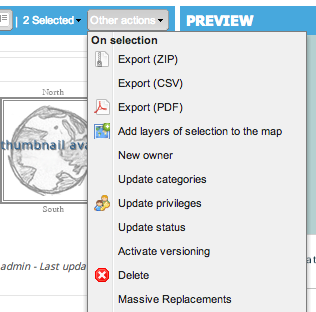 | 2 Selected Other actions PREVIEW
On selection
Export (ZIP)
Export (CSV)
Export (PDF)
Add layers of selection to the map
New owner
Update categories
Update privileges
Update status
Activate versioning
Delete
Massive Replacements
North
thumbnail ava
South
admin - Last upda
at